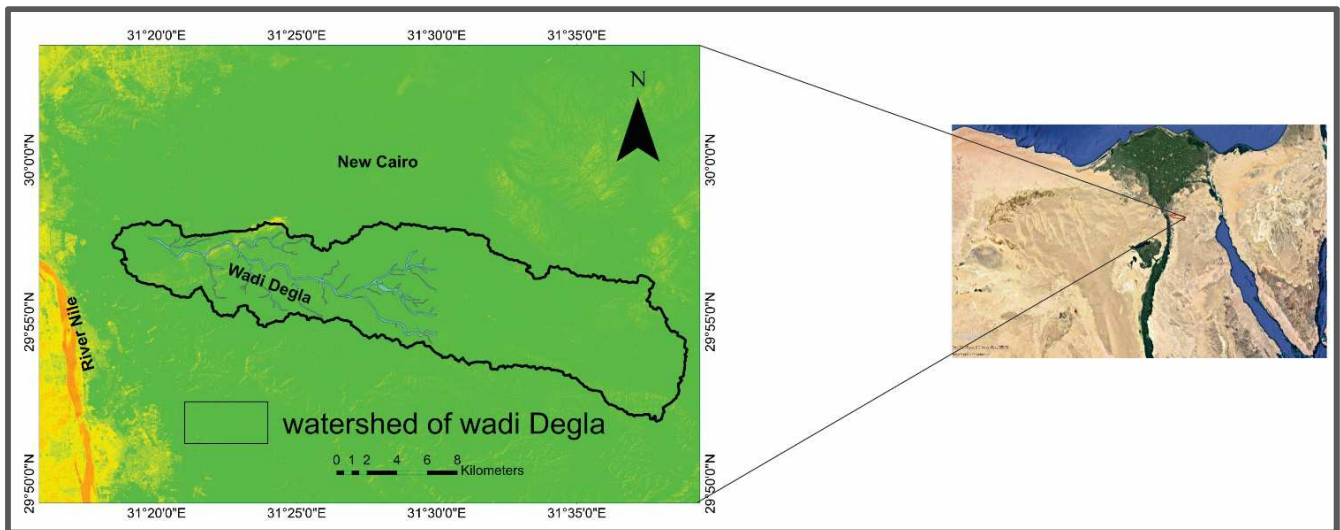 31°20'0"E 31°25'0"E 31°30'0"E 31°35'0"E
N
30°0'0"N
30°0'0"N
New Cairo
Wadi Degla
River Nile
29°55'0"N
29°55'0"N
watershed of wadi Degla
0 1 2 4 6 8
Kilometers
29°50'0"N
29°50'0"N
31°20'0"E 31°25'0"E 31°30'0"E 31°35'0"E